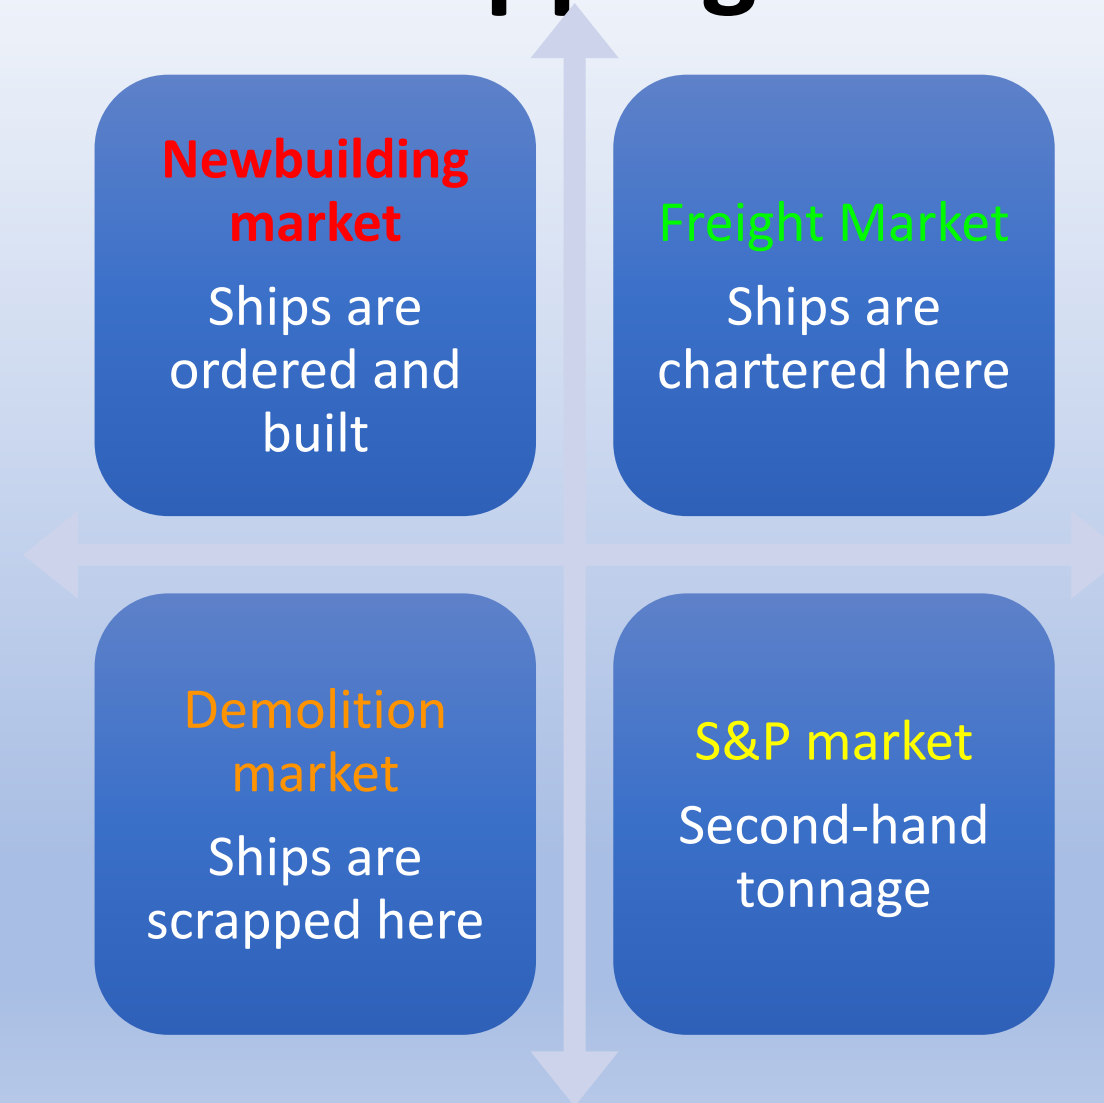 Newbuilding
market
Ships are
ordered and
built
Freight Market
Ships are
chartered here
Demolition
market
Ships are
scrapped here
S&P market
Second-hand
tonnage